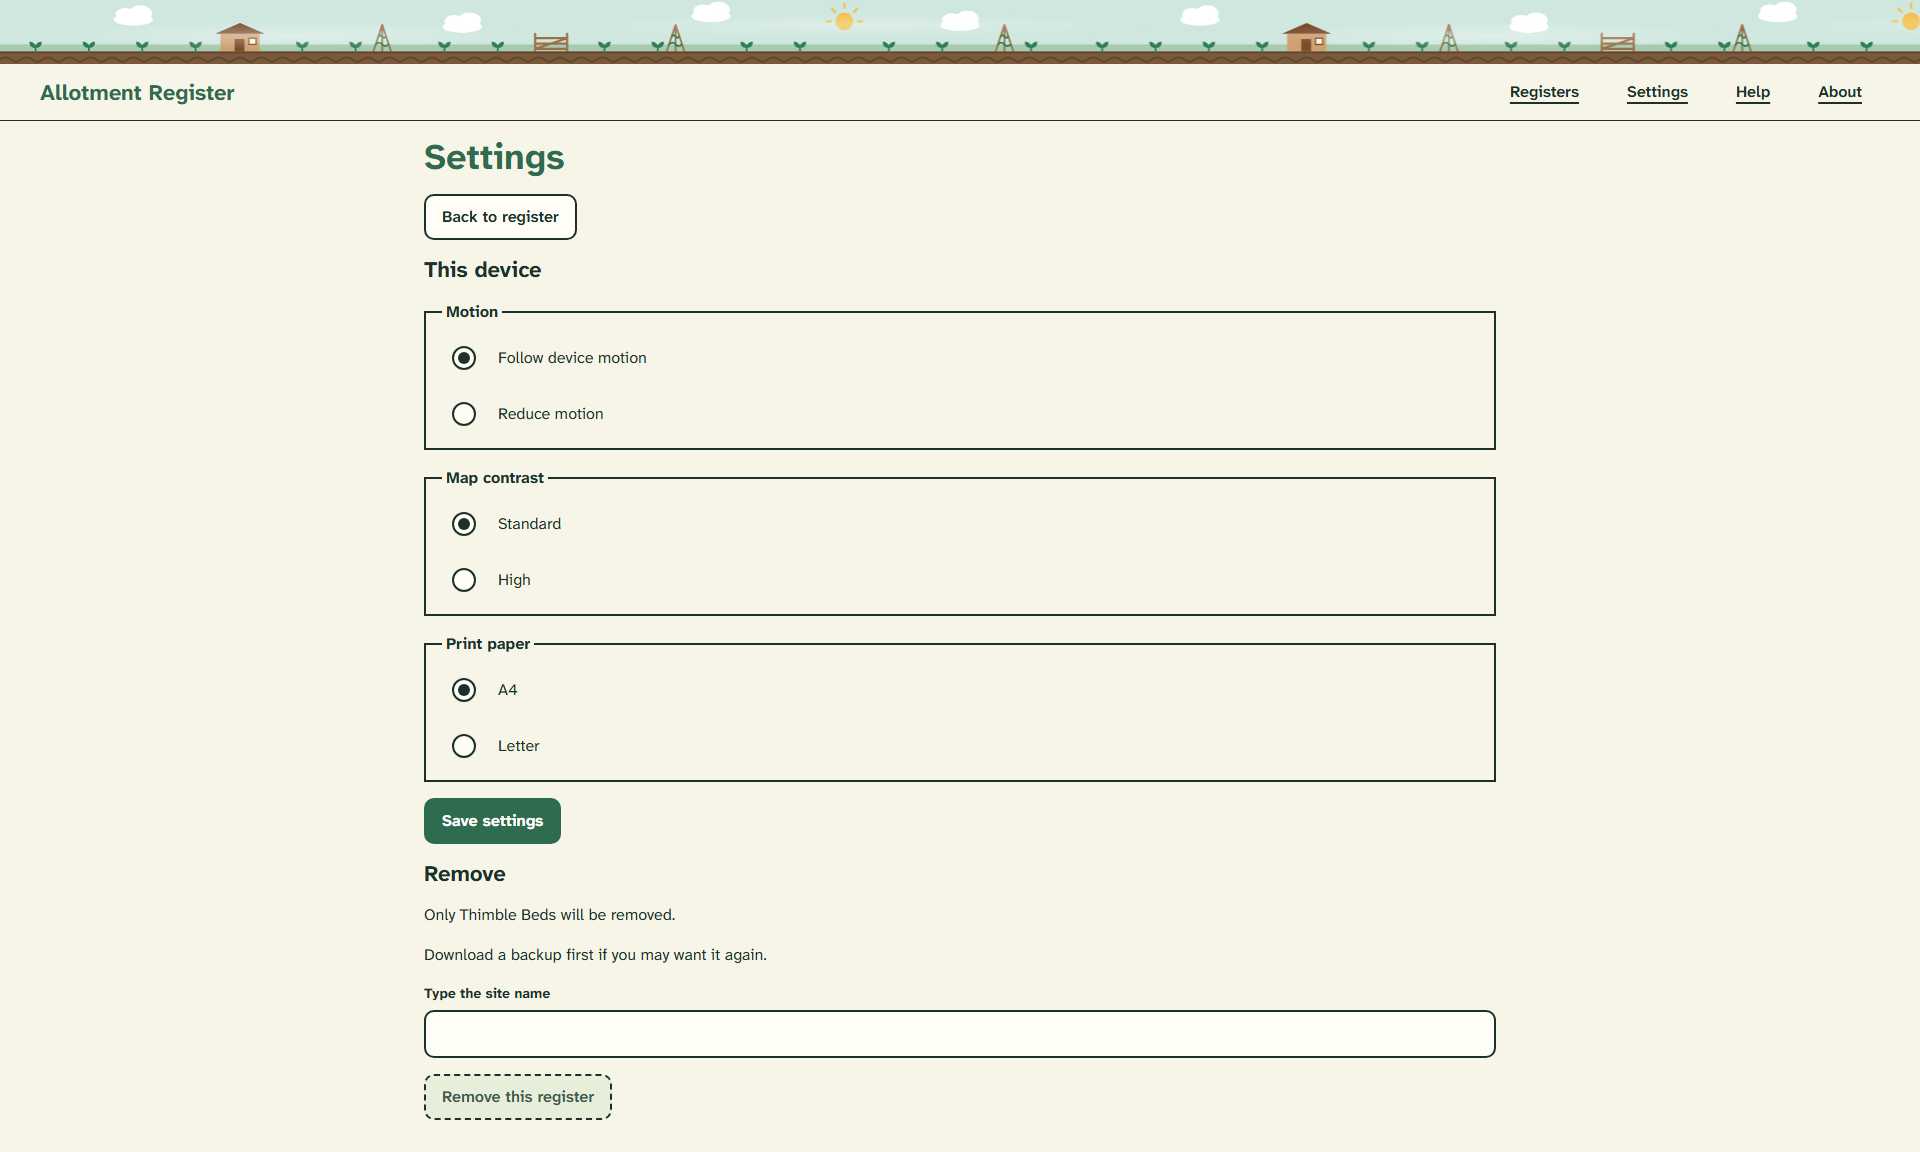 Allotment Register
Registers
Settings
Help
About
Settings
Back to register
This device
Motion
Follow device motion
Reduce motion
Map contrast
Standard
High
Print paper
A4
Letter
Save settings
Remove
Only Thimble Beds will be removed.
Download a backup first if you may want it again.
Type the site name
Remove this register